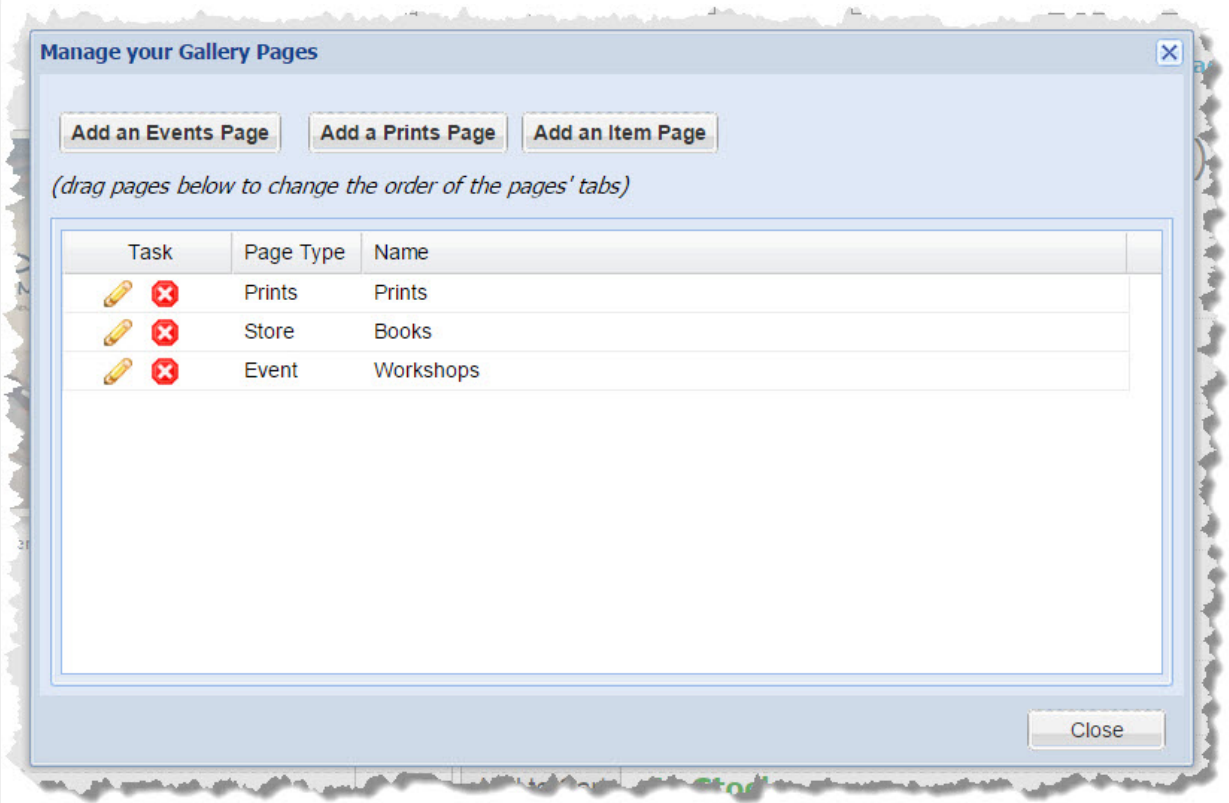 Manage your Gallery Pages
Add an Events Page Add a Prints Page Add an Item Page
(drag pages below to change the order of the pages' tabs)
Task Page Type Name
Prints Prints
Store Books
Event Workshops
Close